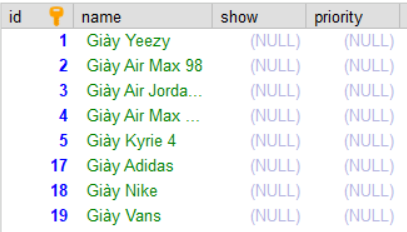 id name show priority
1 Giày Yeezy (NULL) (NULL)
2 Giày Air Max 98 (NULL) (NULL)
3 Giày Air Jorda... (NULL) (NULL)
4 Giày Air Max ... (NULL) (NULL)
5 Giày Kyrie 4 (NULL) (NULL)
17 Giày Adidas (NULL) (NULL)
18 Giày Nike (NULL) (NULL)
19 Giày Vans (NULL) (NULL)